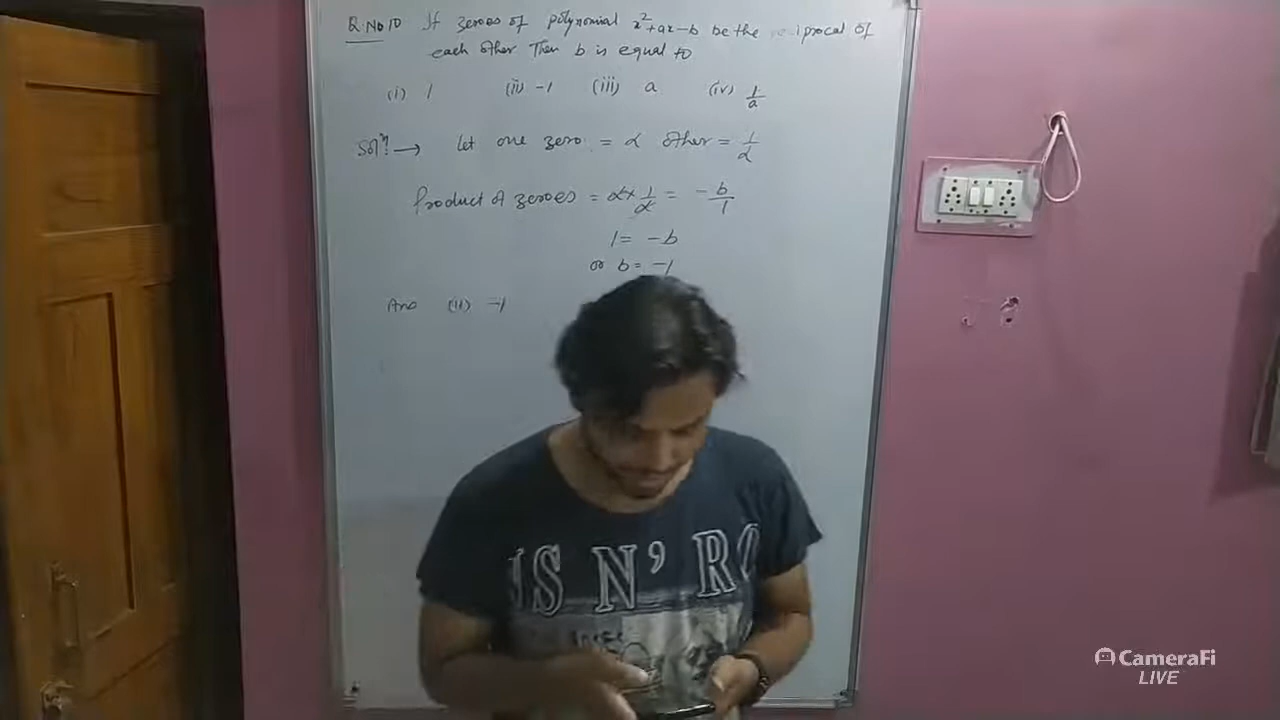 Q.No 10 If zeroes of polynomial x²+ax-b be the reciprocal of
each other Then b is equal to
(i) 1 (ii) -1 (iii) a (iv) 1/a
Solⁿ: → Let one zero = α other = 1/α
Product of zeroes = α × 1/α = - b/1
1 = -b
or b = -1
Ans (ii) -1
S N' RO
CameraFi
LIVE